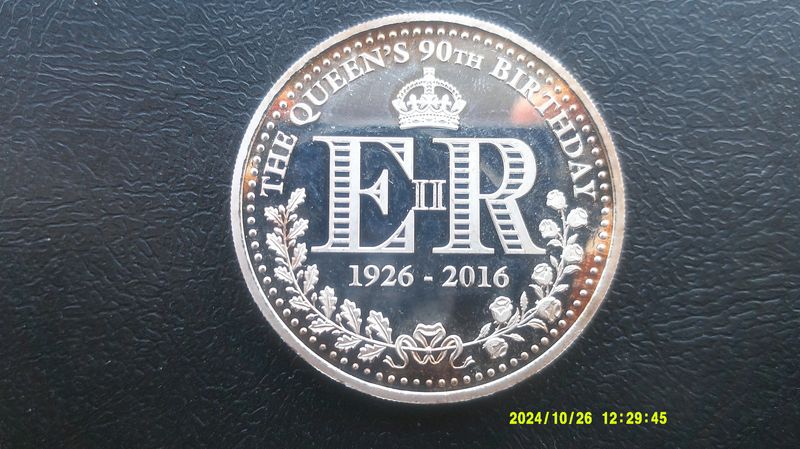 THE QUEEN'S 90TH BIRTHDAY
EIIR
1926 - 2016
2024/10/26 12:29:45